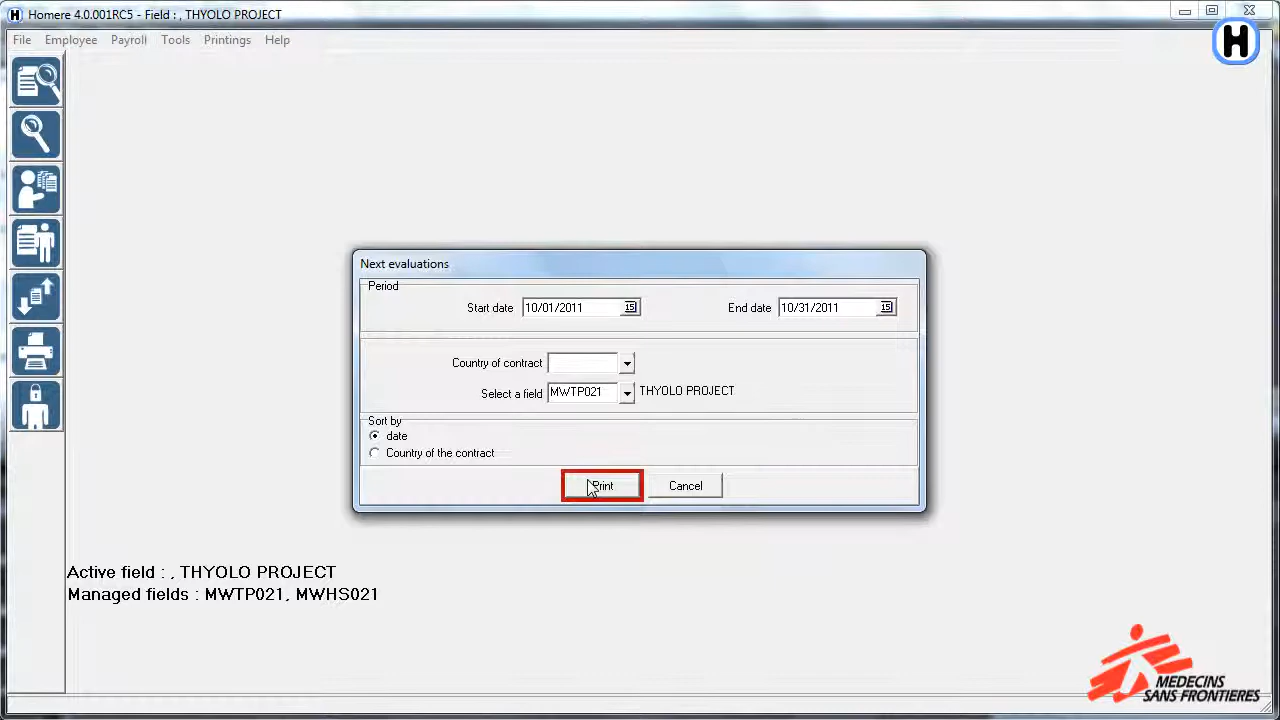 Homere 4.0.001RC5 - Field : , THYOLO PROJECT
File Employee Payroll Tools Printings Help
H
Next evaluations
Period
Start date 10/01/2011 End date 10/31/2011
Country of contract
Select a field MWTP021 THYOLO PROJECT
Sort by
date
Country of the contract
Print Cancel
Active field : , THYOLO PROJECT
Managed fields : MWTP021, MWHS021
MEDECINS
SANS FRONTIERES